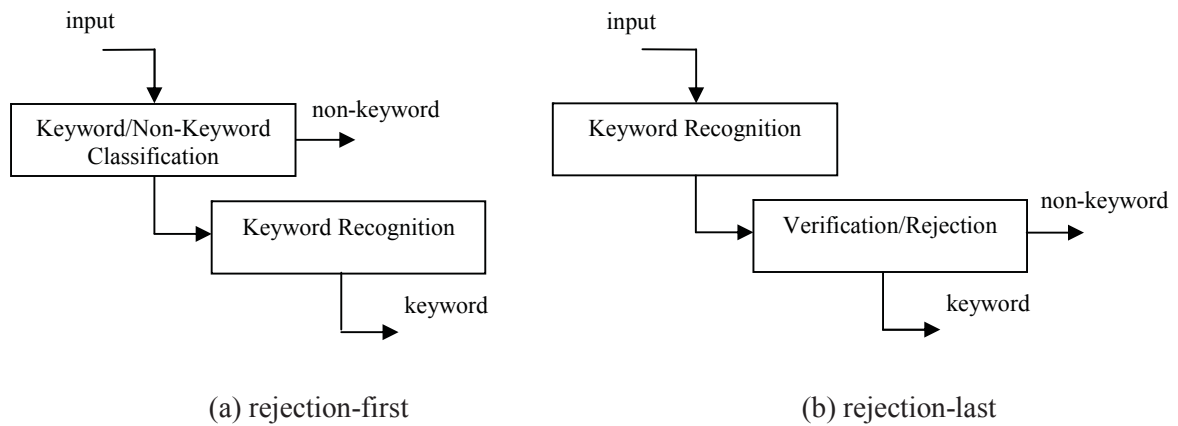 input
non-keyword
Keyword/Non-Keyword
Classification
Keyword Recognition
keyword
(a) rejection-first
input
Keyword Recognition
non-keyword
Verification/Rejection
keyword
(b) rejection-last